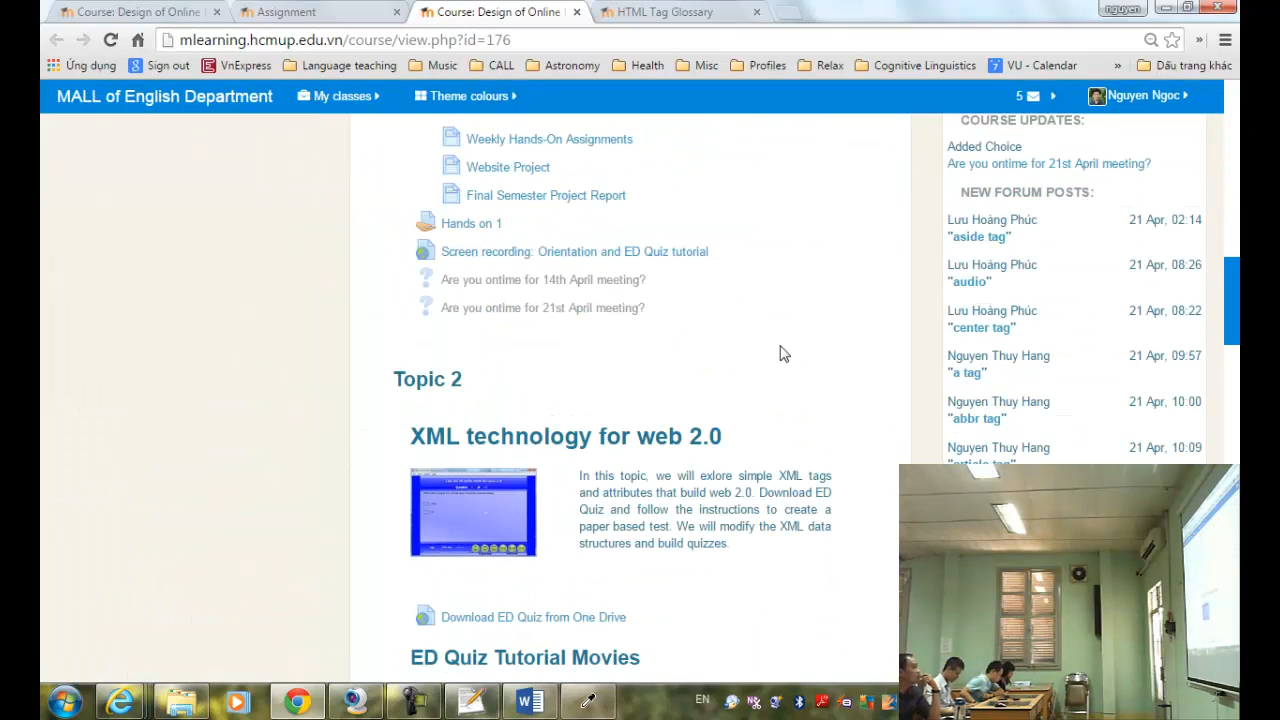 Course: Design of Online
Assignment
Course: Design of Online
HTML Tag Glossary
nguyen
mlearning.hcmup.edu.vn/course/view.php?id=176
Ứng dụng
Sign out
VnExpress
Language teaching
Music
CALL
Astronomy
Health
Misc
Profiles
Relax
Cognitive Linguistics
VU - Calendar
»
Dấu trang khác
MALL of English Department
My classes
Theme colours
5
Nguyen Ngoc
Weekly Hands-On Assignments
Website Project
Final Semester Project Report
Hands on 1
Screen recording: Orientation and ED Quiz tutorial
Are you ontime for 14th April meeting?
Are you ontime for 21st April meeting?
Topic 2
XML technology for web 2.0
In this topic, we will exlore simple XML tags
and attributes that build web 2.0. Download ED
Quiz and follow the instructions to create a
paper based test. We will modify the XML data
structures and build quizzes.
Download ED Quiz from One Drive
ED Quiz Tutorial Movies
COURSE UPDATES:
Added Choice
Are you ontime for 21st April meeting?
NEW FORUM POSTS:
Lưu Hoàng Phúc 21 Apr, 02:14
"aside tag"
Lưu Hoàng Phúc 21 Apr, 08:26
"audio"
Lưu Hoàng Phúc 21 Apr, 08:22
"center tag"
Nguyen Thuy Hang 21 Apr, 09:57
"a tag"
Nguyen Thuy Hang 21 Apr, 10:00
"abbr tag"
Nguyen Thuy Hang 21 Apr, 10:09
"article tag"
EN